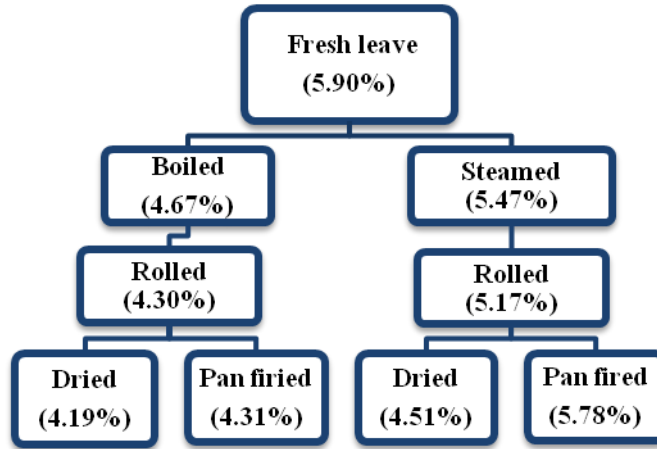 Fresh leave
(5.90%)
Boiled
(4.67%)
Steamed
(5.47%)
Rolled
(4.30%)
Rolled
(5.17%)
Dried
(4.19%)
Pan firied
(4.31%)
Dried
(4.51%)
Pan fired
(5.78%)